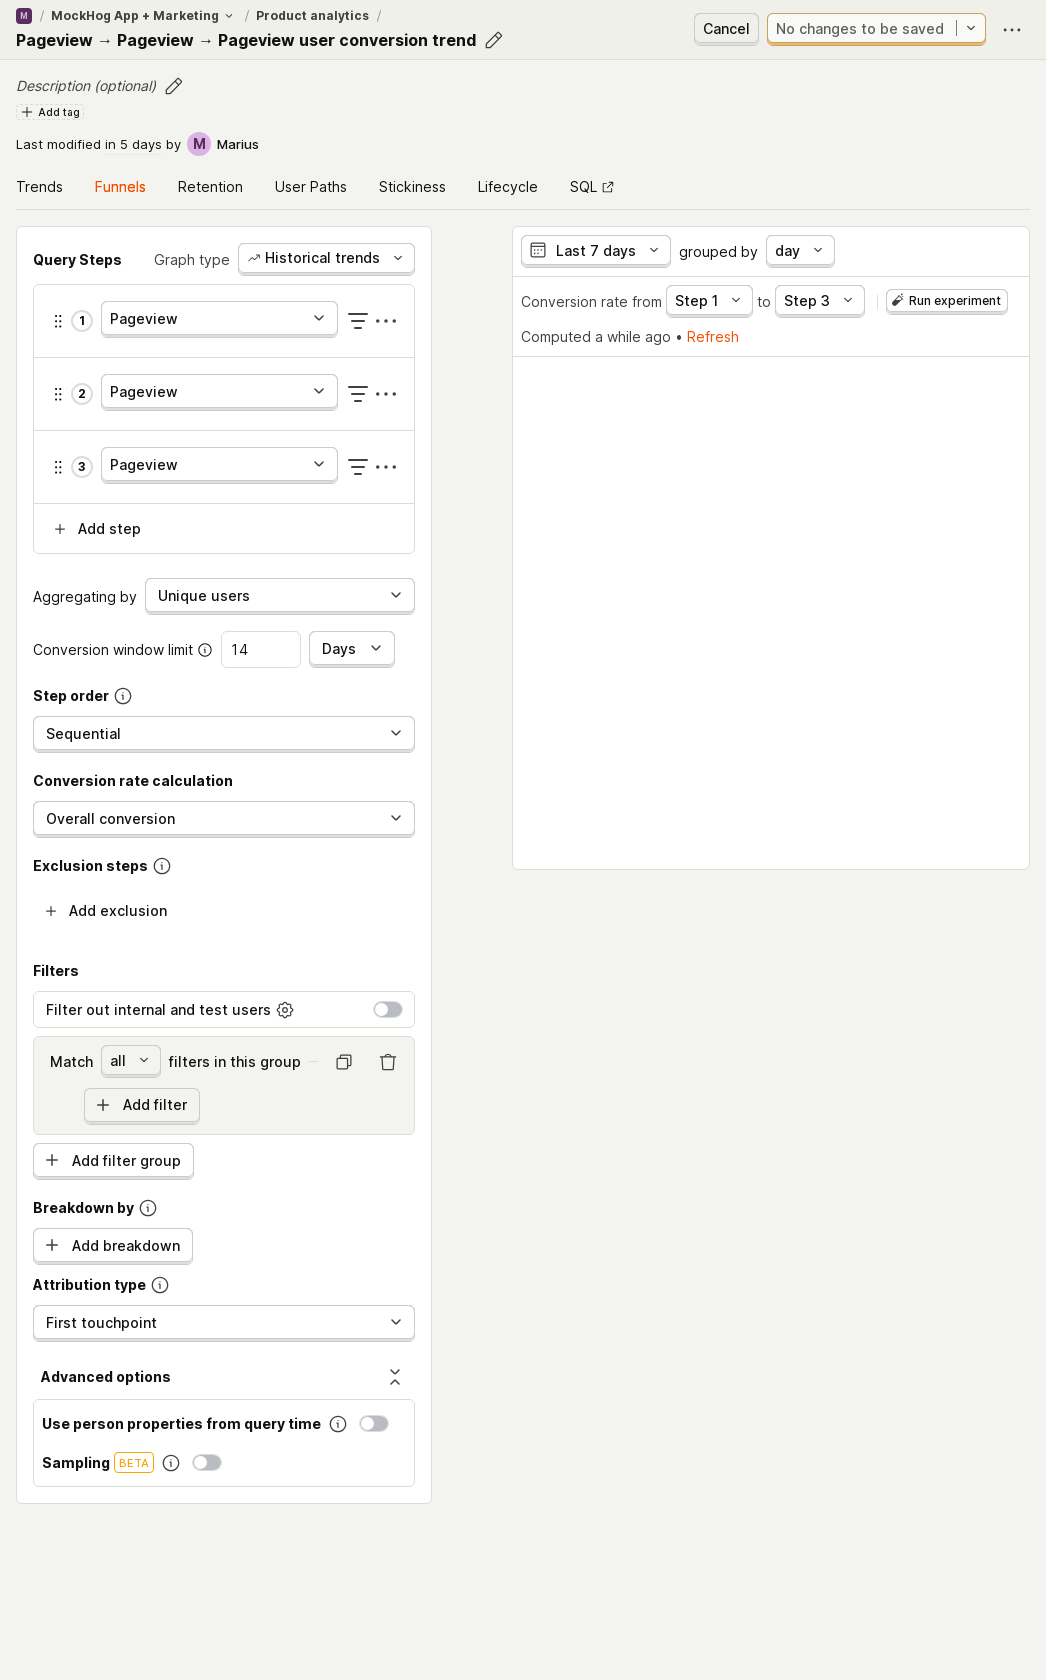 M / MockHog App + Marketing / Product analytics /
Pageview → Pageview → Pageview user conversion trend
Cancel
No changes to be saved
Description (optional)
Add tag
Last modified in 5 days by M Marius
Trends Funnels Retention User Paths Stickiness Lifecycle SQL
Query Steps Graph type Historical trends
1 Pageview
2 Pageview
3 Pageview
Add step
Aggregating by Unique users
Conversion window limit 14 Days
Step order
Sequential
Conversion rate calculation
Overall conversion
Exclusion steps
Add exclusion
Filters
Filter out internal and test users
Match all filters in this group
Add filter
Add filter group
Breakdown by
Add breakdown
Attribution type
First touchpoint
Advanced options
Use person properties from query time
Sampling BETA
Last 7 days grouped by day
Conversion rate from Step 1 to Step 3 Run experiment
Computed a while ago • Refresh